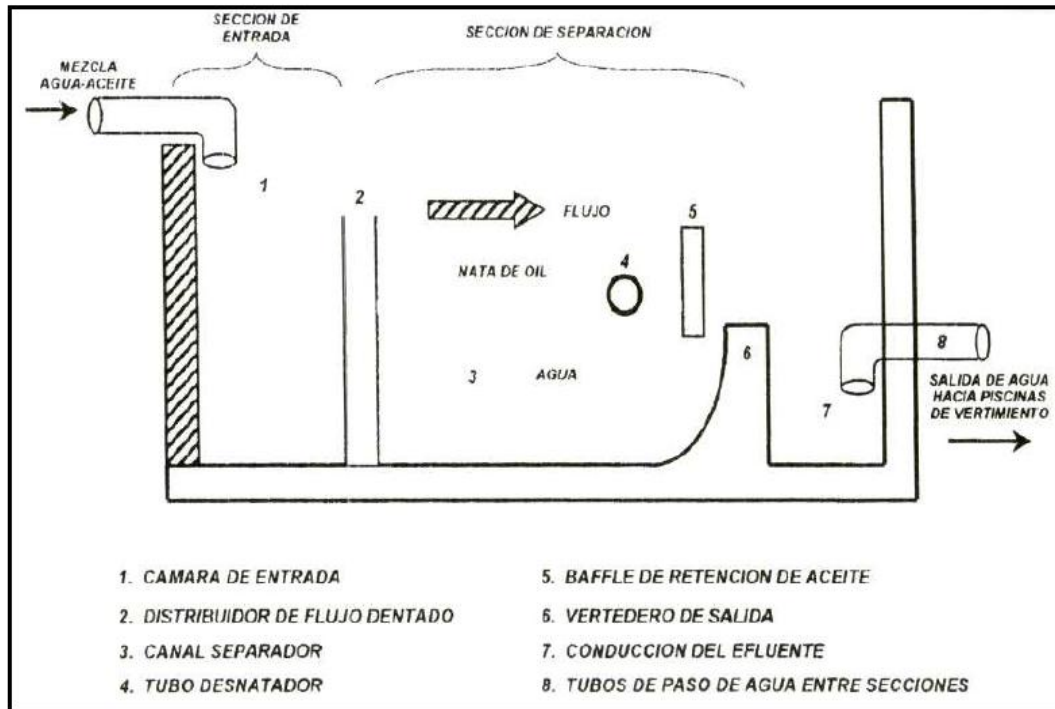 SECCION DE
ENTRADA
SECCION DE SEPARACION
MEZCLA
AGUA-ACEITE
1
2
FLUJO
5
NATA DE OIL
4
3
AGUA
6
8
7
SALIDA DE AGUA
HACIA PISCINAS
DE VERTIMIENTO
1. CAMARA DE ENTRADA
2. DISTRIBUIDOR DE FLUJO DENTADO
3. CANAL SEPARADOR
4. TUBO DESNATADOR
5. BAFFLE DE RETENCION DE ACEITE
6. VERTEDERO DE SALIDA
7. CONDUCCION DEL EFLUENTE
8. TUBOS DE PASO DE AGUA ENTRE SECCIONES